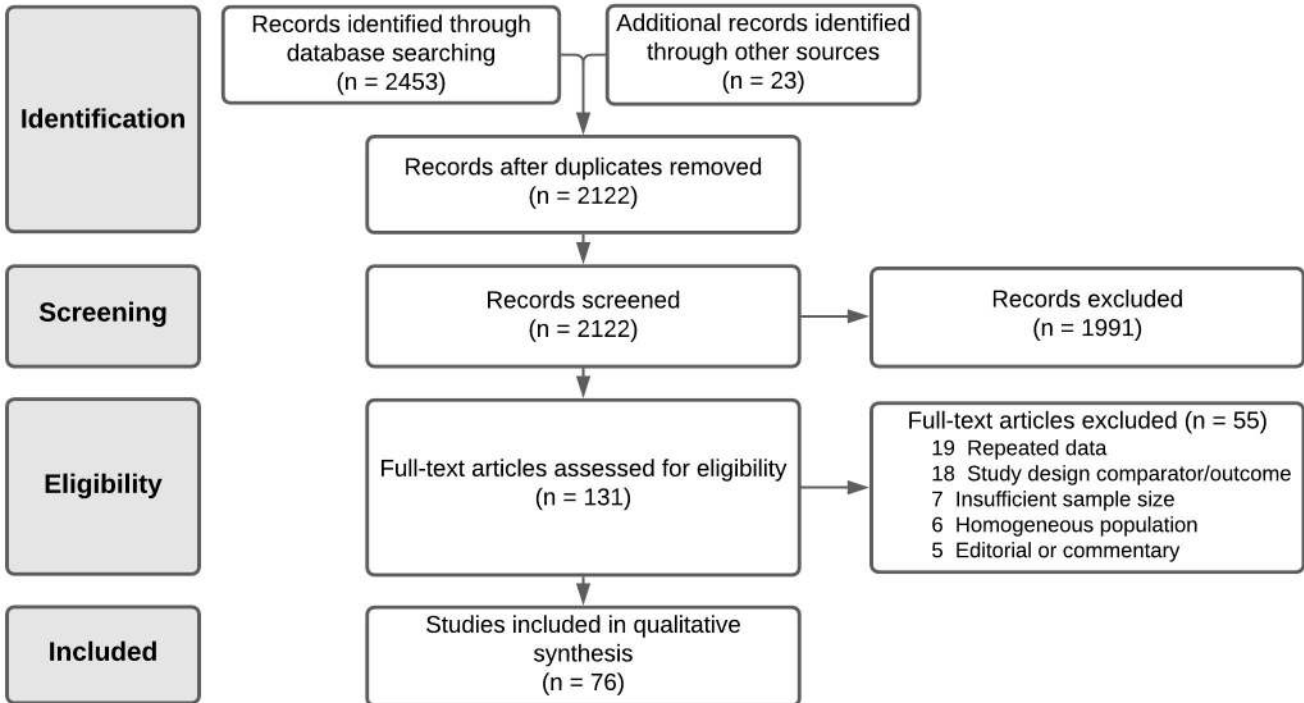 Identification
Records identified through
database searching
(n = 2453)
Additional records identified
through other sources
(n = 23)
Records after duplicates removed
(n = 2122)
Screening
Records screened
(n = 2122)
Records excluded
(n = 1991)
Eligibility
Full-text articles assessed for eligibility
(n = 131)
Full-text articles excluded (n = 55)
19 Repeated data
18 Study design comparator/outcome
7 Insufficient sample size
6 Homogeneous population
5 Editorial or commentary
Included
Studies included in qualitative
synthesis
(n = 76)